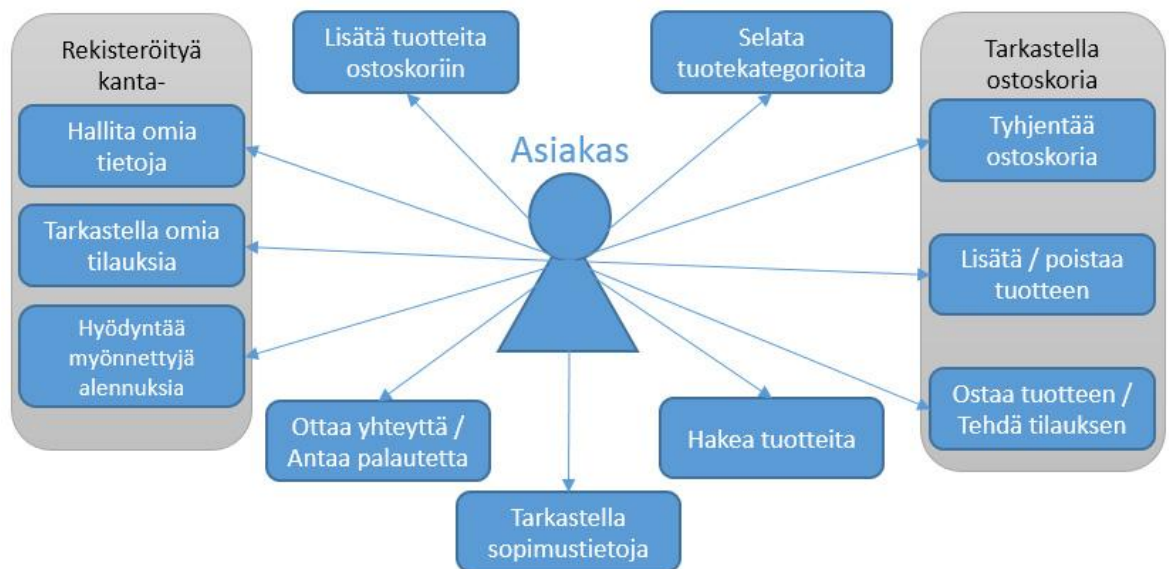 Rekisteröityä
kanta-
Hallita omia
tietoja
Tarkastella omia
tilauksia
Hyödyntää
myönnettyjä
alennuksia
Lisätä tuotteita
ostoskoriin
Selata
tuotekategorioita
Asiakas
Ottaa yhteyttä /
Antaa palautetta
Tarkastella
sopimustietoja
Hakea tuotteita
Tarkastella
ostoskoria
Tyhjentää
ostoskoria
Lisätä / poistaa
tuotteen
Ostaa tuotteen /
Tehdä tilauksen